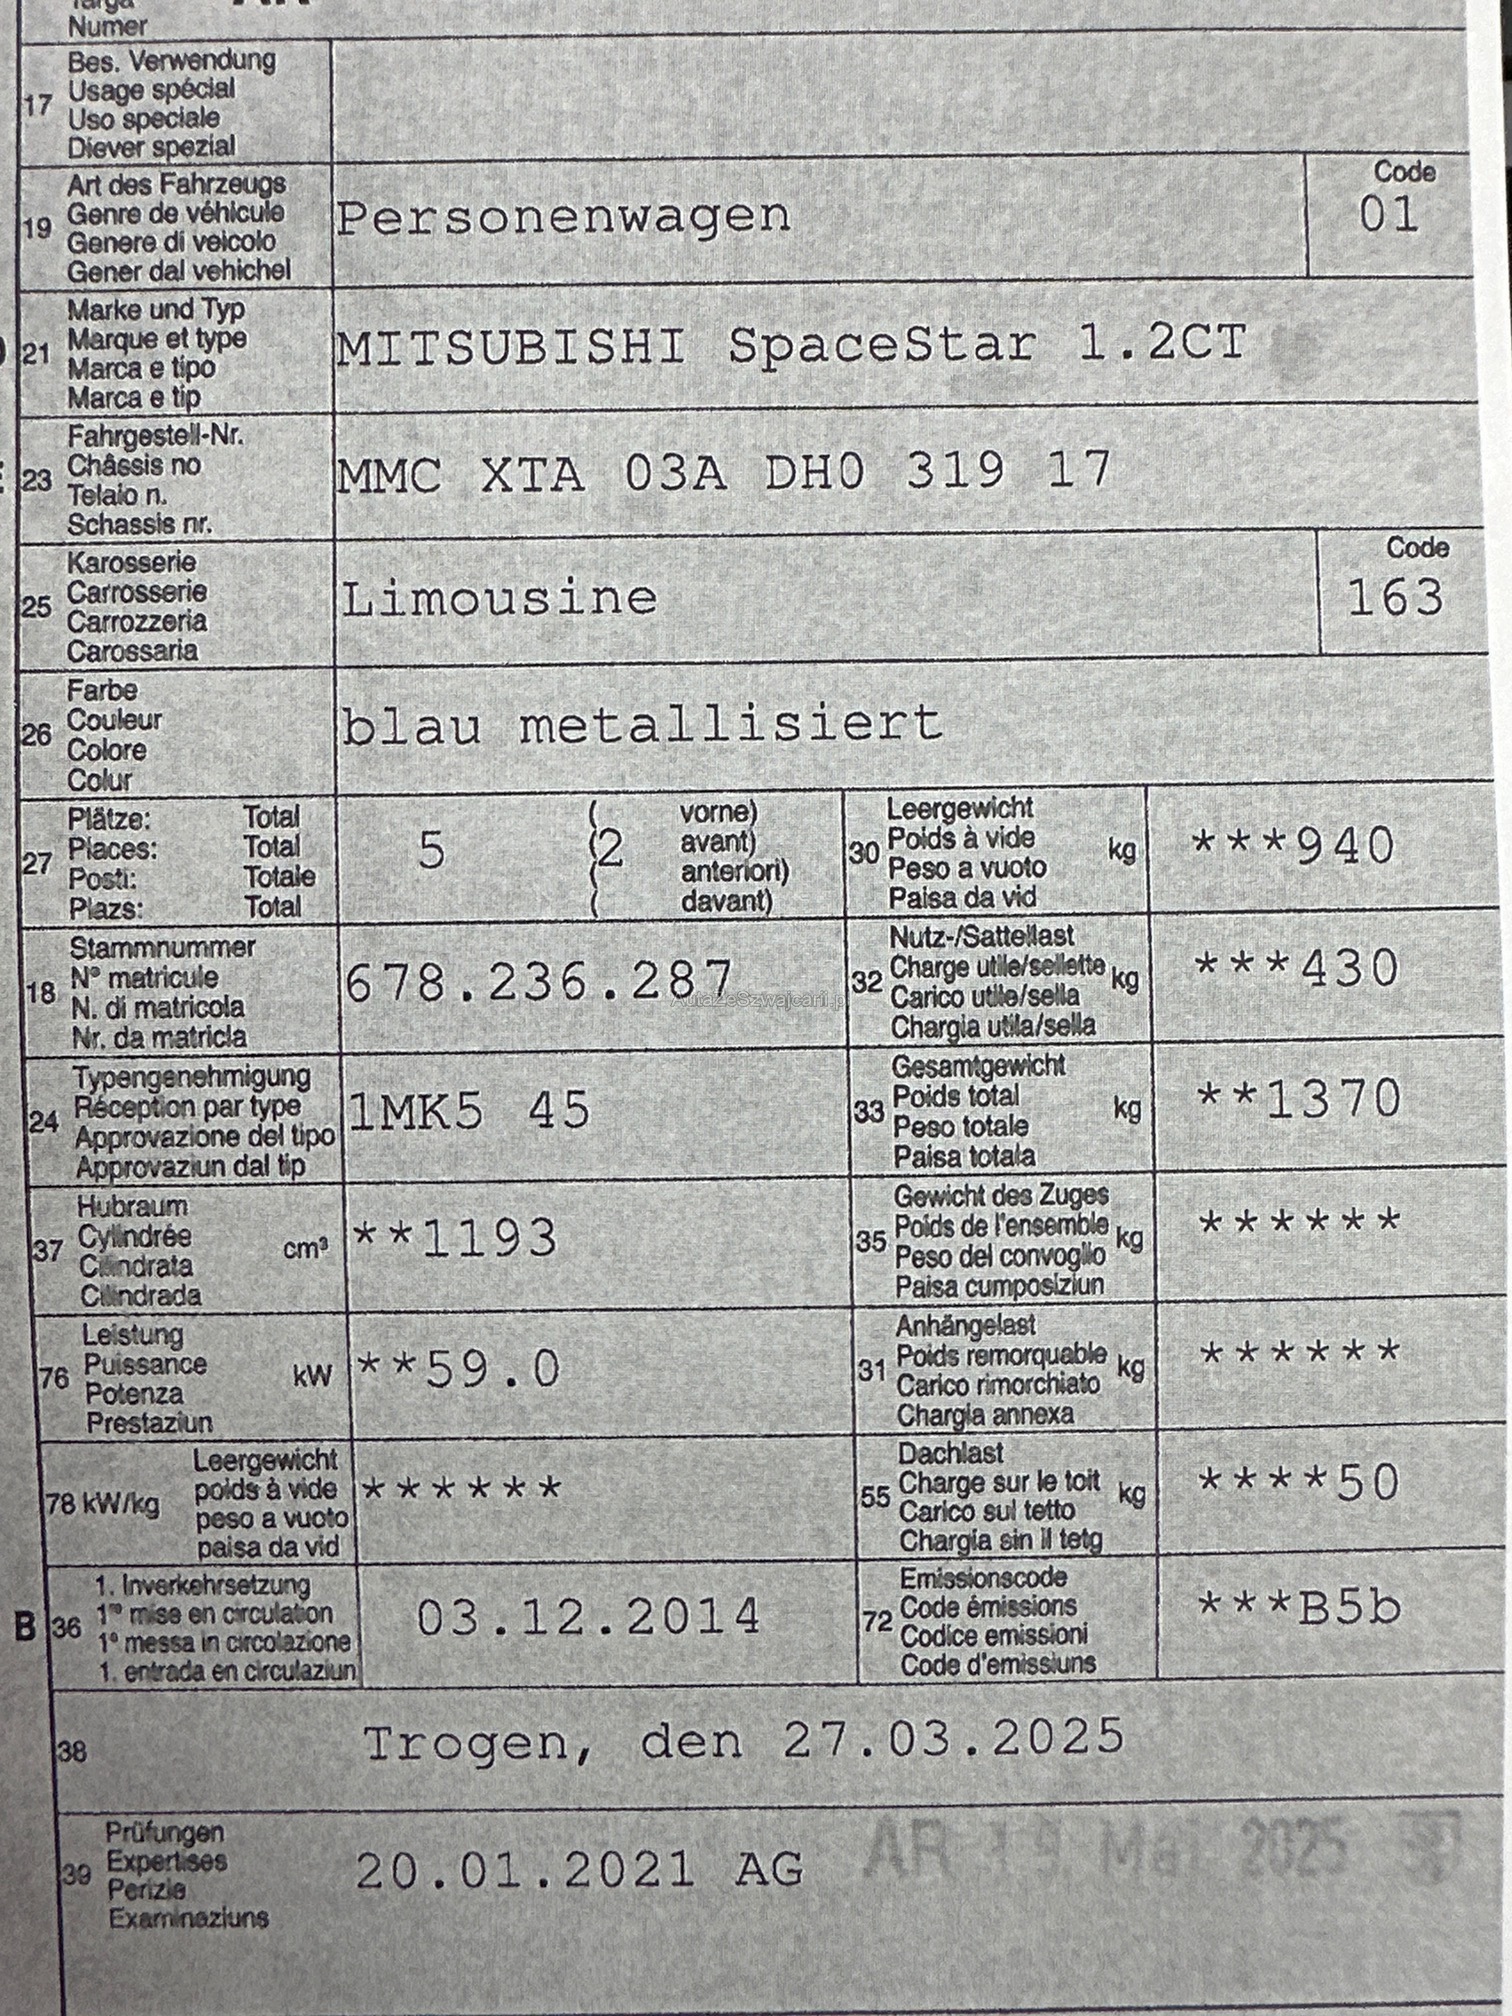 Targa
Numer
17
Bes. Verwendung
Usage spécial
Uso speciale
Diever spezial
19
Art des Fahrzeugs
Genre de véhicule
Genere di veicolo
Gener dal vehichel
Personenwagen
Code
01
21
Marke und Typ
Marque et type
Marca e tipo
Marca e tip
MITSUBISHI SpaceStar 1.2CT
23
Fahrgestell-Nr.
Châssis no
Telaio n.
Schassis nr.
MMC XTA 03A DH0 319 17
25
Karosserie
Carrosserie
Carrozzeria
Carossaria
Limousine
Code
163
26
Farbe
Couleur
Colore
Colur
blau metallisiert
27
Plätze: Total
Places: Total
Posti: Totale
Plazs: Total
5
( vorne)
(2 avant)
( anteriori)
( davant)
30
Leergewicht
Poids à vide
Peso a vuoto
Paisa da vid
kg
***940
18
Stammnummer
N° matricule
N. di matricola
Nr. da matricla
678.236.287
AutaZeSzwajcarii.pl
32
Nutz-/Sattellast
Charge utile/sellette
Carico utile/sella
Chargia utila/sella
kg
***430
24
Typengenehmigung
Réception par type
Approvazione del tipo
Approvaziun dal tip
1MK5 45
33
Gesamtgewicht
Poids total
Peso totale
Paisa totala
kg
**1370
37
Hubraum
Cylindrée
Cilindrata
Cilindrada
cm³
**1193
35
Gewicht des Zuges
Poids de l'ensemble
Peso del convoglio
Paisa cumposiziun
kg
******
76
Leistung
Puissance
Potenza
Prestaziun
kW
**59.0
31
Anhängelast
Poids remorquable
Carico rimorchiato
Chargia annexa
kg
******
78 kW/kg
Leergewicht
poids à vide
peso a vuoto
paisa da vid
******
55
Dachlast
Charge sur le toit
Carico sul tetto
Chargia sin il tetg
kg
****50
B
36
1. Inverkehrsetzung
1re mise en circulation
1a messa in circolazione
1. entrada en circulaziun
03.12.2014
72
Emissionscode
Code émissions
Codice emissioni
Code d'emissiuns
***B5b
38
Trogen, den 27.03.2025
39
Prüfungen
Expertises
Perizie
Examinaziuns
20.01.2021 AG
AR Mai 2025